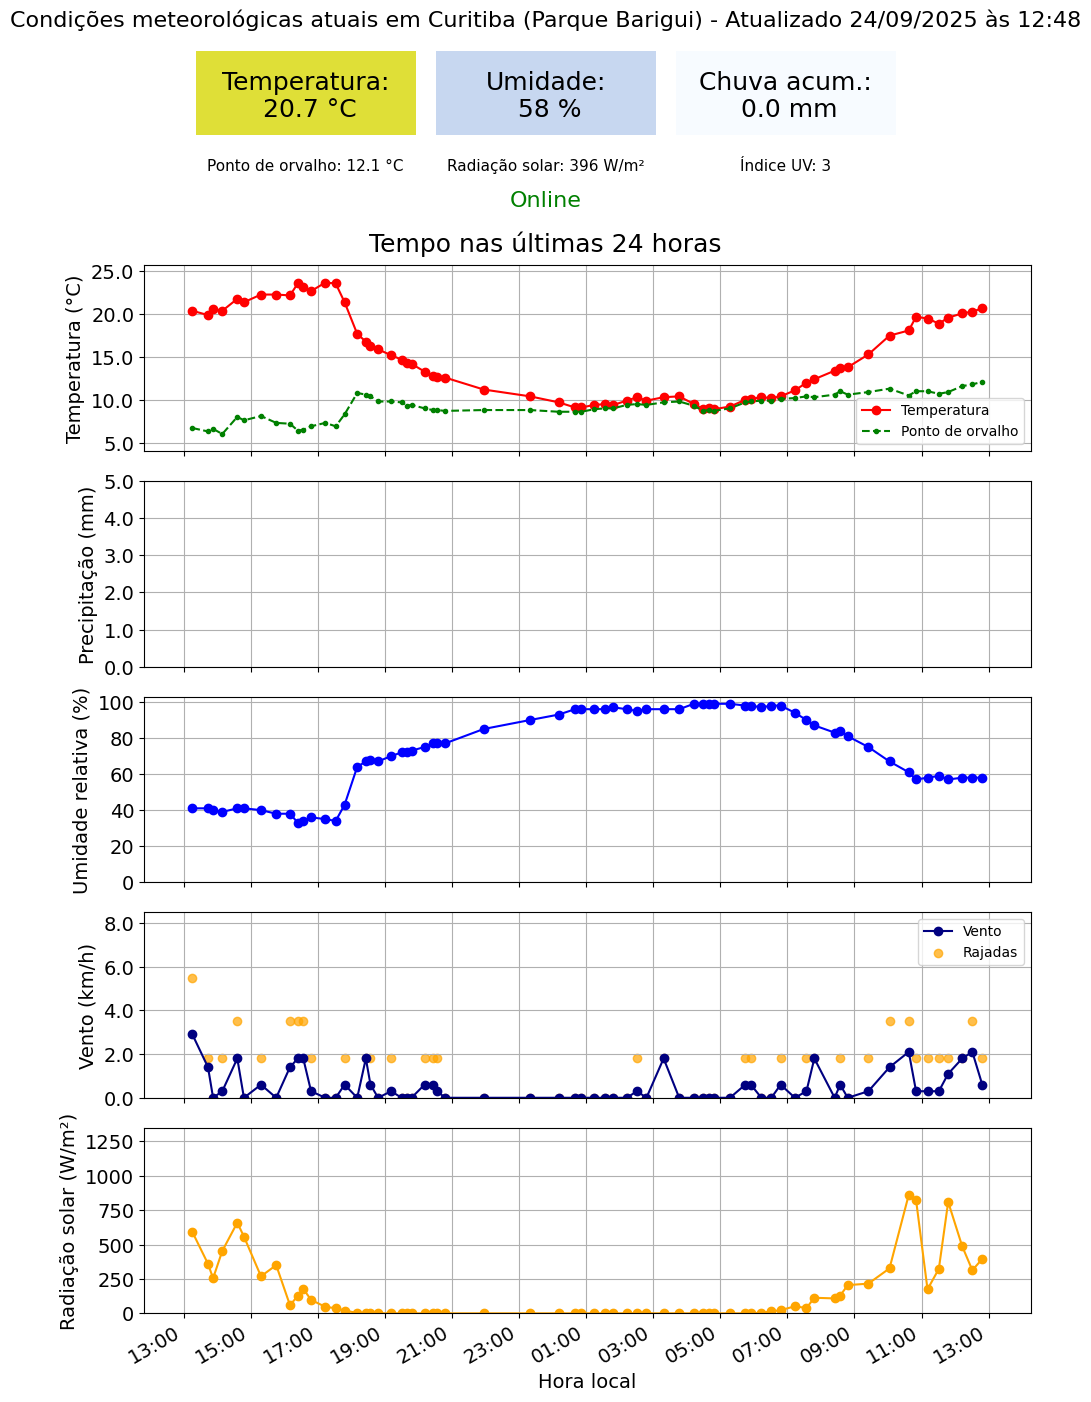 Condições meteorológicas atuais em Curitiba (Parque Barigui) - Atualizado 24/09/2025 às 12:48
Temperatura:
20.7 °C
Umidade:
58 %
Chuva acum.:
0.0 mm
Ponto de orvalho: 12.1 °C
Radiação solar: 396 W/m²
Índice UV: 3
Online
Tempo nas últimas 24 horas
Temperatura (°C)
25.0
20.0
15.0
10.0
5.0
Temperatura
Ponto de orvalho
Precipitação (mm)
5.0
4.0
3.0
2.0
1.0
0.0
Umidade relativa (%)
100
80
60
40
20
0
Vento (km/h)
8.0
6.0
4.0
2.0
0.0
Vento
Rajadas
Radiação solar (W/m²)
1250
1000
750
500
250
0
13:00
15:00
17:00
19:00
21:00
23:00
01:00
03:00
05:00
07:00
09:00
11:00
13:00
Hora local